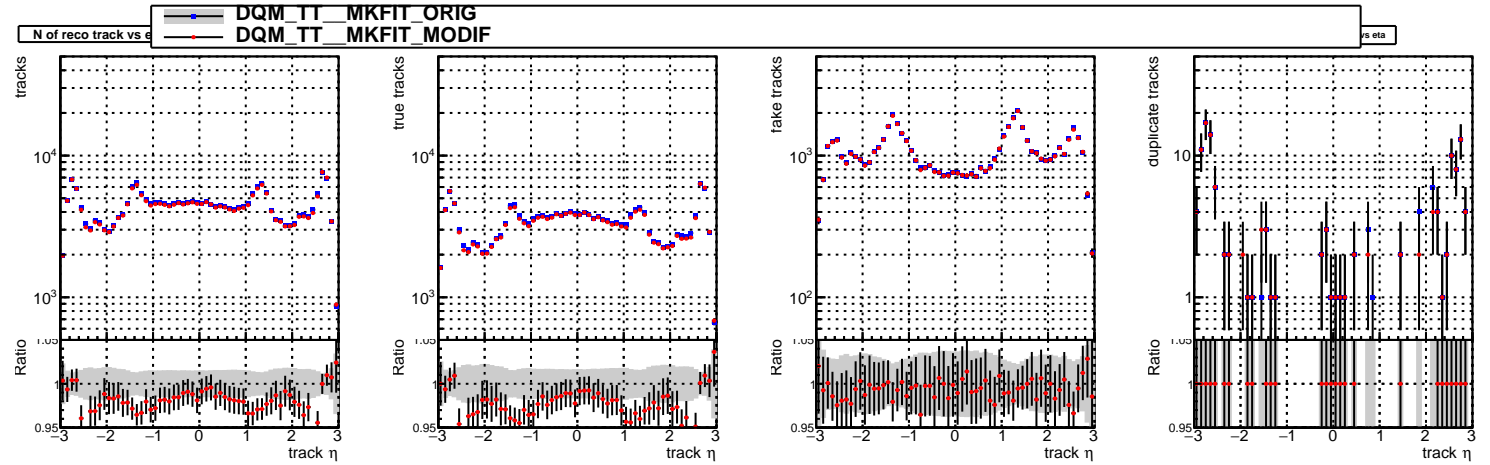 DQM_TT__MKFIT_ORIG
DQM_TT__MKFIT_MODIF
N of reco track vs e
vs eta
tracks
10⁴
10³
Ratio
1.05
1
0.95
−3 −2 −1 0 1 2 3
track η
true tracks
10⁴
10³
Ratio
1.05
1
0.95
−3 −2 −1 0 1 2 3
track η
fake tracks
10³
10²
Ratio
1.05
1
0.95
−3 −2 −1 0 1 2 3
track η
duplicate tracks
10
1
Ratio
1.05
1
0.95
−3 −2 −1 0 1 2 3
track η